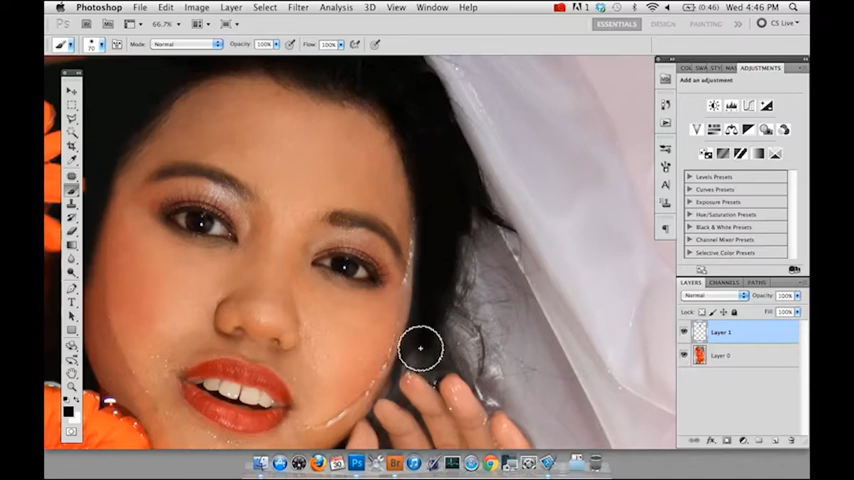 Photoshop File Edit Image Layer Select Filter Analysis 3D View Window Help (0:46) Wed 4:46 PM
66.7% ESSENTIALS DESIGN PAINTING CS Live
70 Mode: Normal Opacity: 100% Flow: 100%
ADJUSTMENTS
Add an adjustment
Levels Presets
Curves Presets
Exposure Presets
Hue/Saturation Presets
Black & White Presets
Channel Mixer Presets
Selective Color Presets
LAYERS CHANNELS PATHS
Normal Opacity: 100%
Lock: Fill: 100%
Layer 1
Layer 0